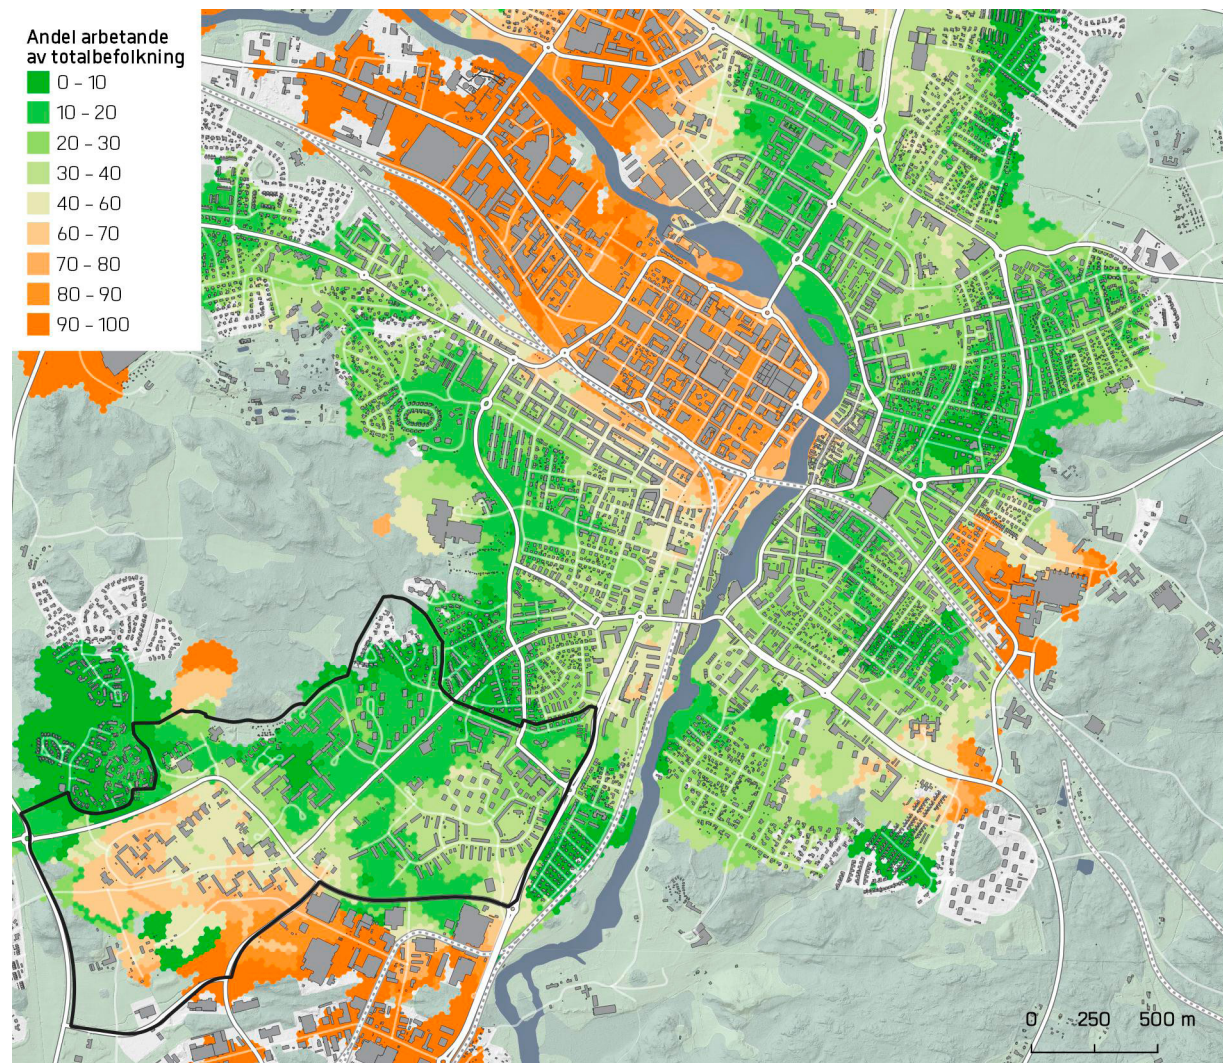 Andel arbetande
av totalbefolkning
0 - 10
10 - 20
20 - 30
30 - 40
40 - 60
60 - 70
70 - 80
80 - 90
90 - 100
0 250 500 m